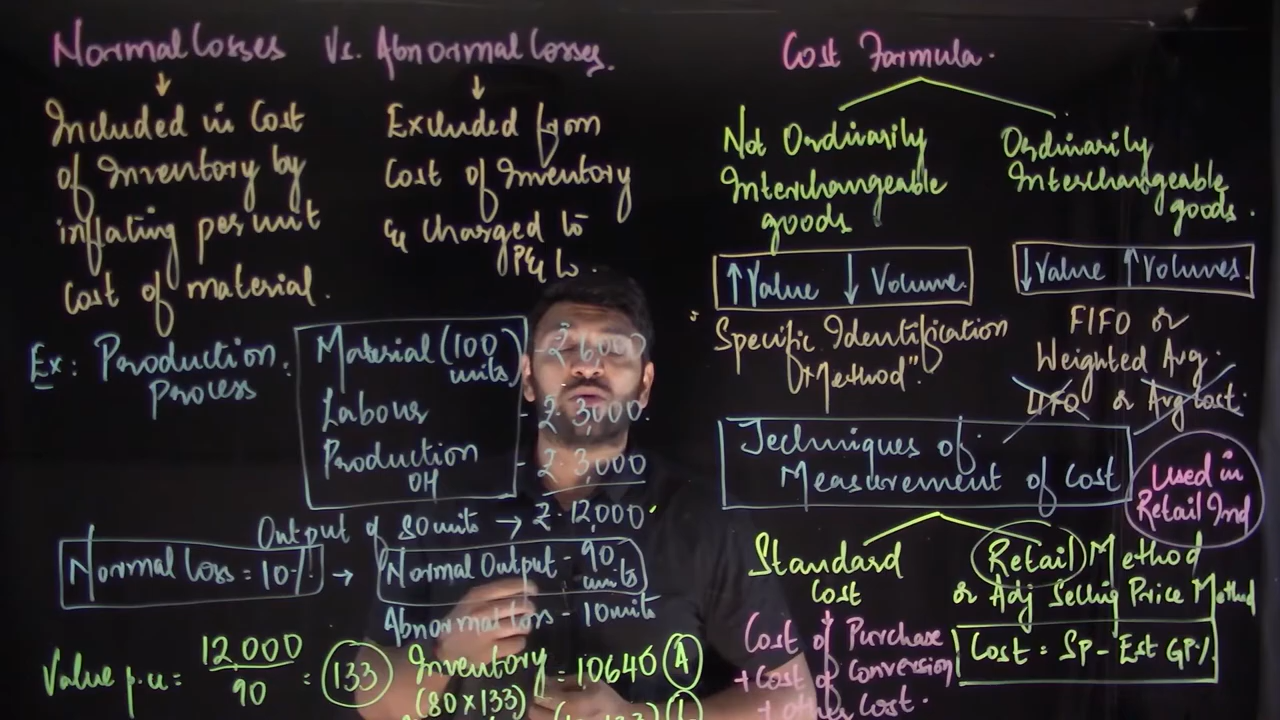 Normal Losses Vs. Abnormal Losses.
Included in Cost
of Inventory by
inflating per unit
Cost of material.
Excluded from
Cost of Inventory
& Charged to
P&L
Ex: Production
Process
Material (100
units)
- 6000
Labour
- 3000.
Production
OH
- 3,000
Output of 80 units → 12,000
Normal Loss = 10% →
Normal Output - 90
units
Abnormal Loss - 10 units
Value p.u = 12,000
90
= 133
Inventory
(80 x 133)
= 10640 A
Cost Formula.
Not Ordinarily
Interchangeable
goods
↑ Value ↓ Volume.
Specific Identification
Method".
Ordinarily
Interchangeable
goods.
↓ Value ↑ Volumes.
FIFO or
Weighted Avg.
LIFO or Avg Cost.
Techniques of
Measurement of Cost
Used in
Retail Ind
Standard
Cost
Cost of Purchase
+ Cost of Conversion
+ other Cost.
Retail Method
or Adj Selling Price Method
Cost = SP - Est GP%